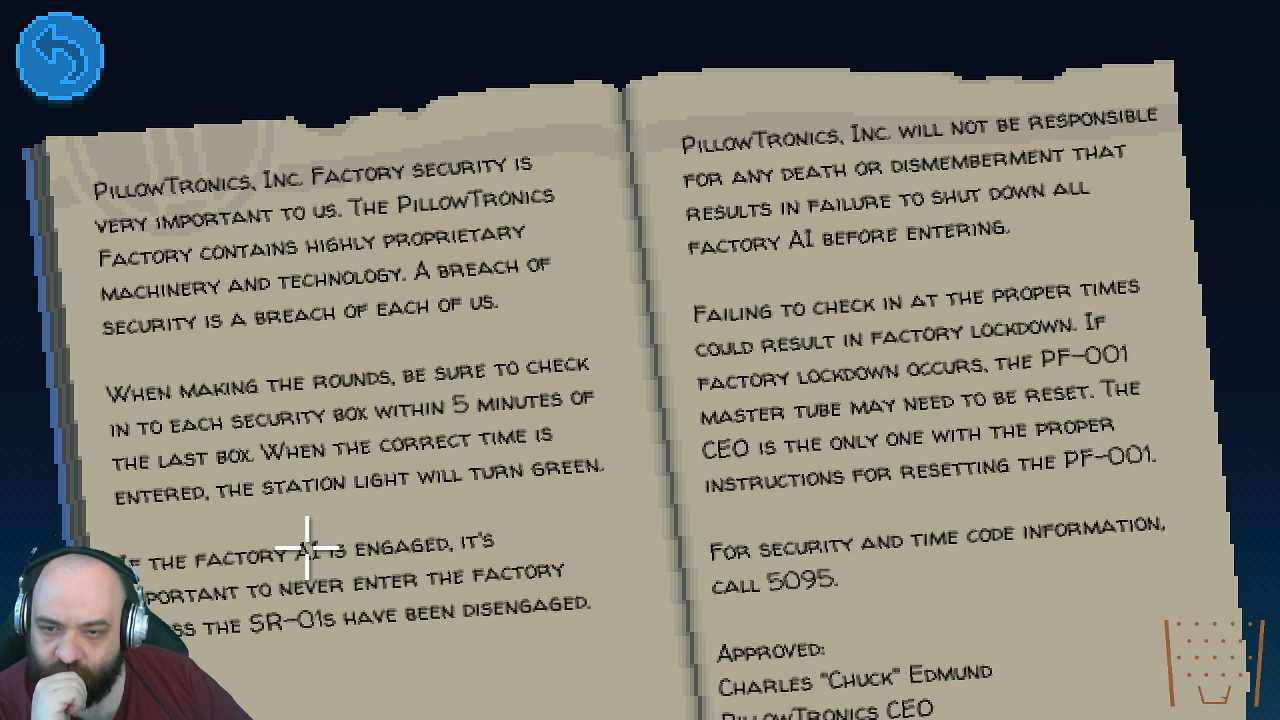 PillowTronics, Inc. Factory security is
very important to us. The PillowTronics
Factory contains highly proprietary
machinery and technology. A breach of
security is a breach of each of us.
When making the rounds, be sure to check
in to each security box within 5 minutes of
the last box. When the correct time is
entered, the station light will turn green.
the factory AI is engaged, it's
to never enter the factory
the SR-01s have been disengaged.
PillowTronics, Inc. will not be responsible
for any death or dismemberment that
results in failure to shut down all
factory AI before entering.
Failing to check in at the proper times
could result in factory lockdown. If
factory lockdown occurs, the PF-001
master tube may need to be reset. The
CEO is the only one with the proper
instructions for resetting the PF-001.
For security and time code information,
call 5095.
Approved:
Charles "Chuck" Edmund
PillowTronics CEO